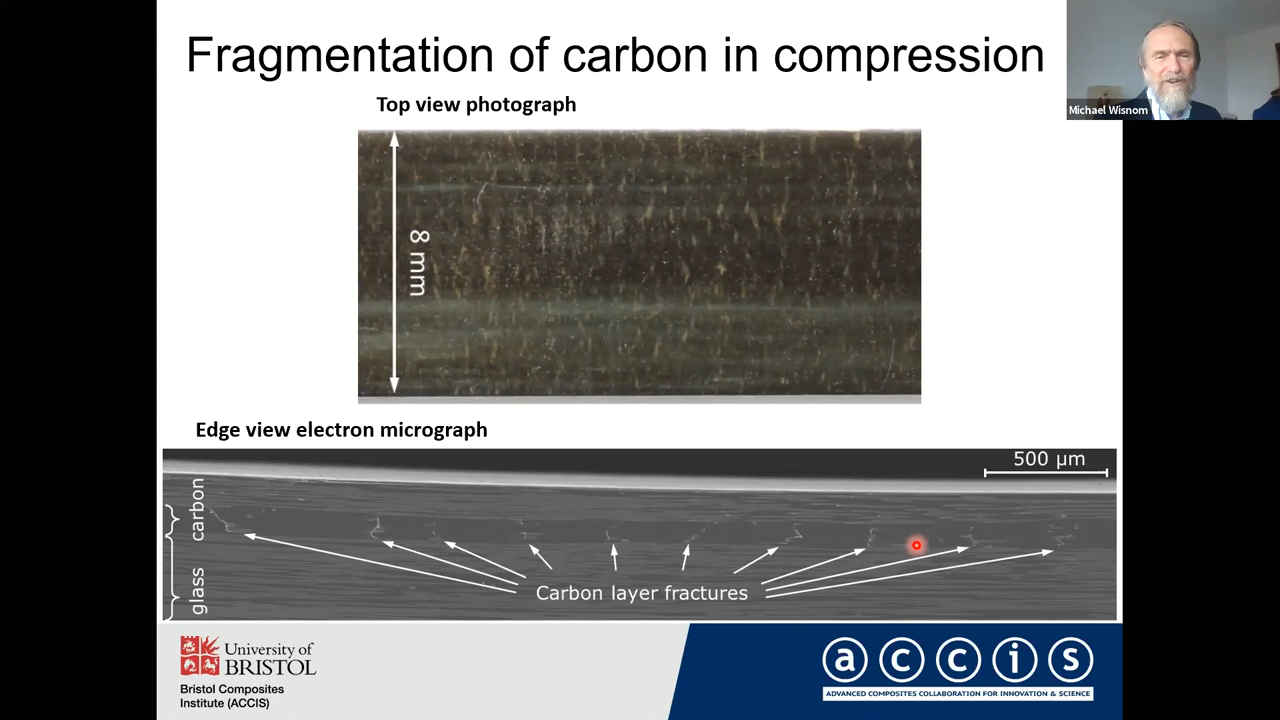 Fragmentation of carbon in compression
Michael Wisnom
Top view photograph
8 mm
Edge view electron micrograph
500 µm
carbon
glass
Carbon layer fractures
University of
BRISTOL
Bristol Composites
Institute (ACCIS)
accis
ADVANCED COMPOSITES COLLABORATION FOR INNOVATION & SCIENCE